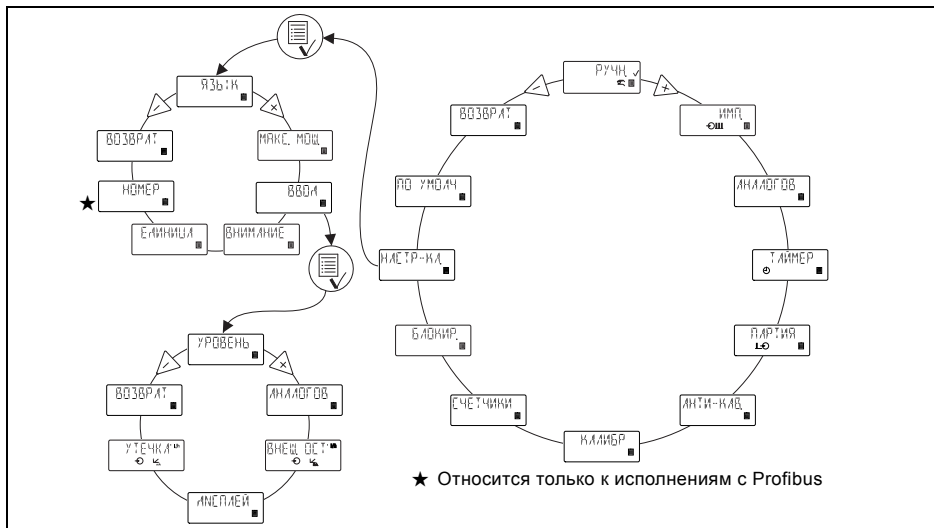 ЯЗЫК
МАКС. МОЩ.
ВВОД
ВНИМАНИЕ
ЕДИНИЦА
НОМЕР
ВОЗВРАТ
РУЧН.
ИМП.
АНАЛОГОВ
ТАЙМЕР
ПАРТИЯ
АНТИ-КАВ.
КАЛИБР
СЧЕТЧИКИ
БЛОКИР.
НАСТР-КА
ПО УМОЛЧ
ВОЗВРАТ
УРОВЕНЬ
АНАЛОГОВ
ВНЕШ. ОСТ.
ДИСПЛЕЙ
УТЕЧКА
ВОЗВРАТ
★ Относится только к исполнениям с Profibus